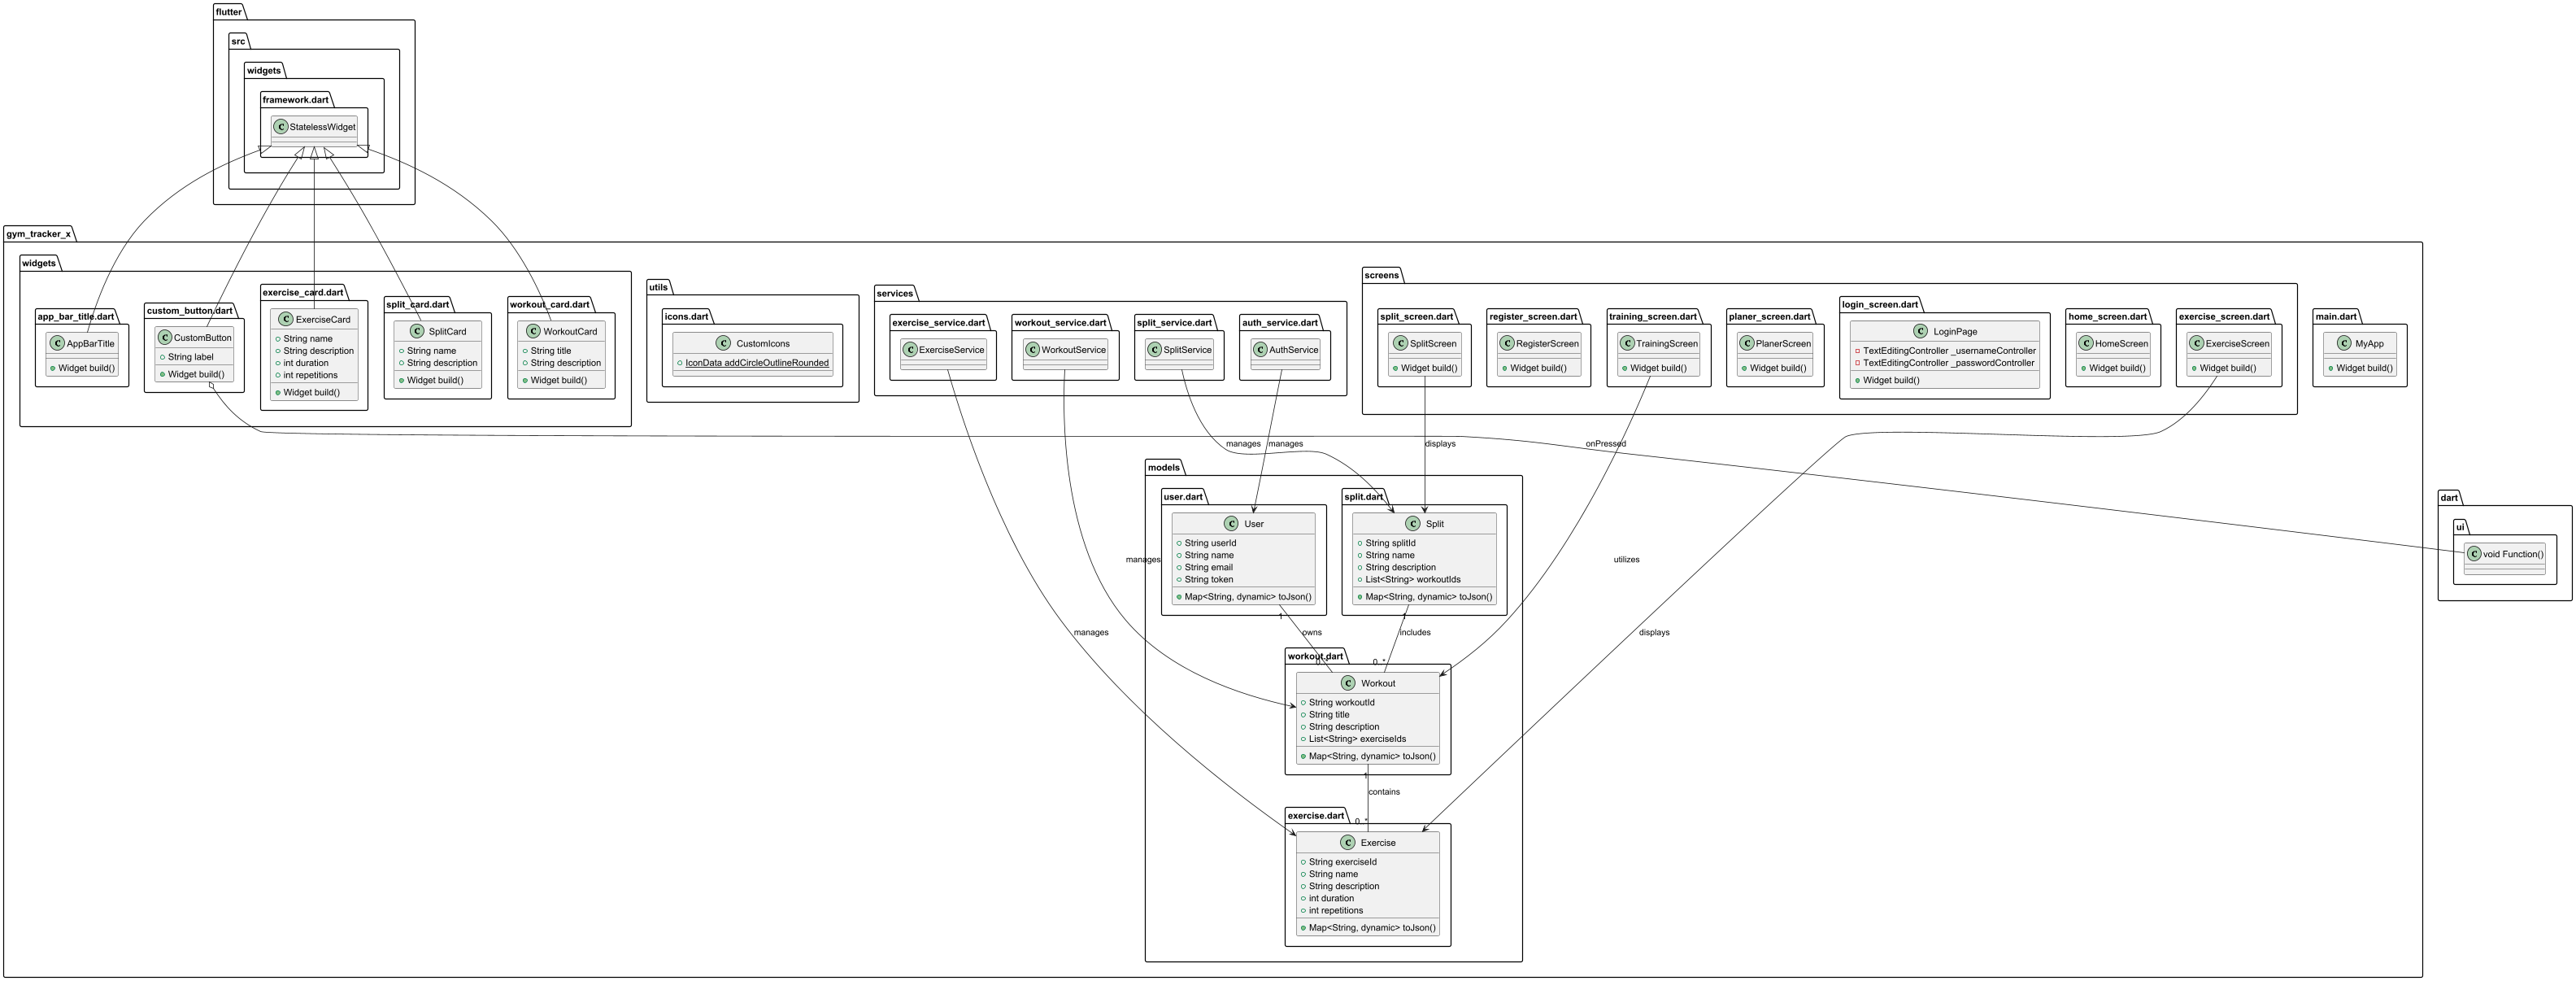 flutter
src
widgets
framework.dart
C StatelessWidget
gym_tracker_x
widgets
app_bar_title.dart
C AppBarTitle
Widget build()
custom_button.dart
C CustomButton
String label
Widget build()
exercise_card.dart
C ExerciseCard
String name
String description
int duration
int repetitions
Widget build()
split_card.dart
C SplitCard
String name
String description
Widget build()
workout_card.dart
C WorkoutCard
String title
String description
Widget build()
utils
icons.dart
C CustomIcons
IconData addCircleOutlineRounded
services
exercise_service.dart
C ExerciseService
workout_service.dart
C WorkoutService
split_service.dart
C SplitService
auth_service.dart
C AuthService
screens
split_screen.dart
C SplitScreen
Widget build()
register_screen.dart
C RegisterScreen
Widget build()
training_screen.dart
C TrainingScreen
Widget build()
planer_screen.dart
C PlanerScreen
Widget build()
login_screen.dart
C LoginPage
TextEditingController _usernameController
TextEditingController _passwordController
Widget build()
home_screen.dart
C HomeScreen
Widget build()
exercise_screen.dart
C ExerciseScreen
Widget build()
main.dart
C MyApp
Widget build()
manages
manages
displays
onPressed
models
user.dart
C User
String userId
String name
String email
String token
Map<String, dynamic> toJson()
split.dart
C Split
String splitId
String name
String description
List<String> workoutIds
Map<String, dynamic> toJson()
dart
ui
C void Function()
manages
utilizes
1
1
manages
owns
includes
displays
0..*
0..*
workout.dart
C Workout
String workoutId
String title
String description
List<String> exerciseIds
Map<String, dynamic> toJson()
1
contains
0..*
exercise.dart
C Exercise
String exerciseId
String name
String description
int duration
int repetitions
Map<String, dynamic> toJson()